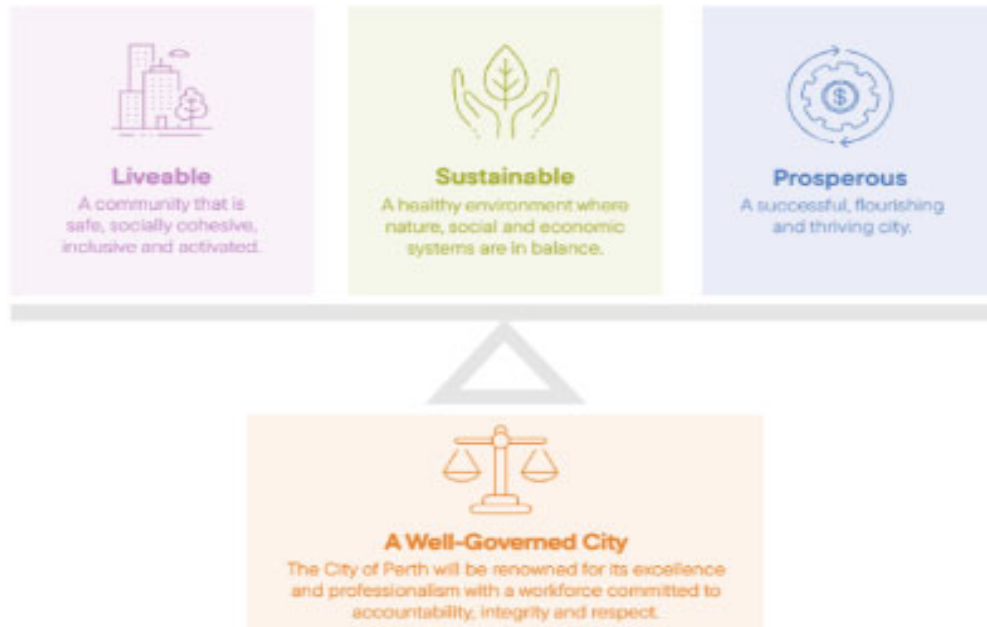 Liveable
A community that is
safe, socially cohesive,
inclusive and activated.
Sustainable
A healthy environment where
nature, social and economic
systems are in balance.
$
Prosperous
A successful, flourishing
and thriving city.
A Well-Governed City
The City of Perth will be renowned for its excellence
and professionalism with a workforce committed to
accountability, integrity and respect.